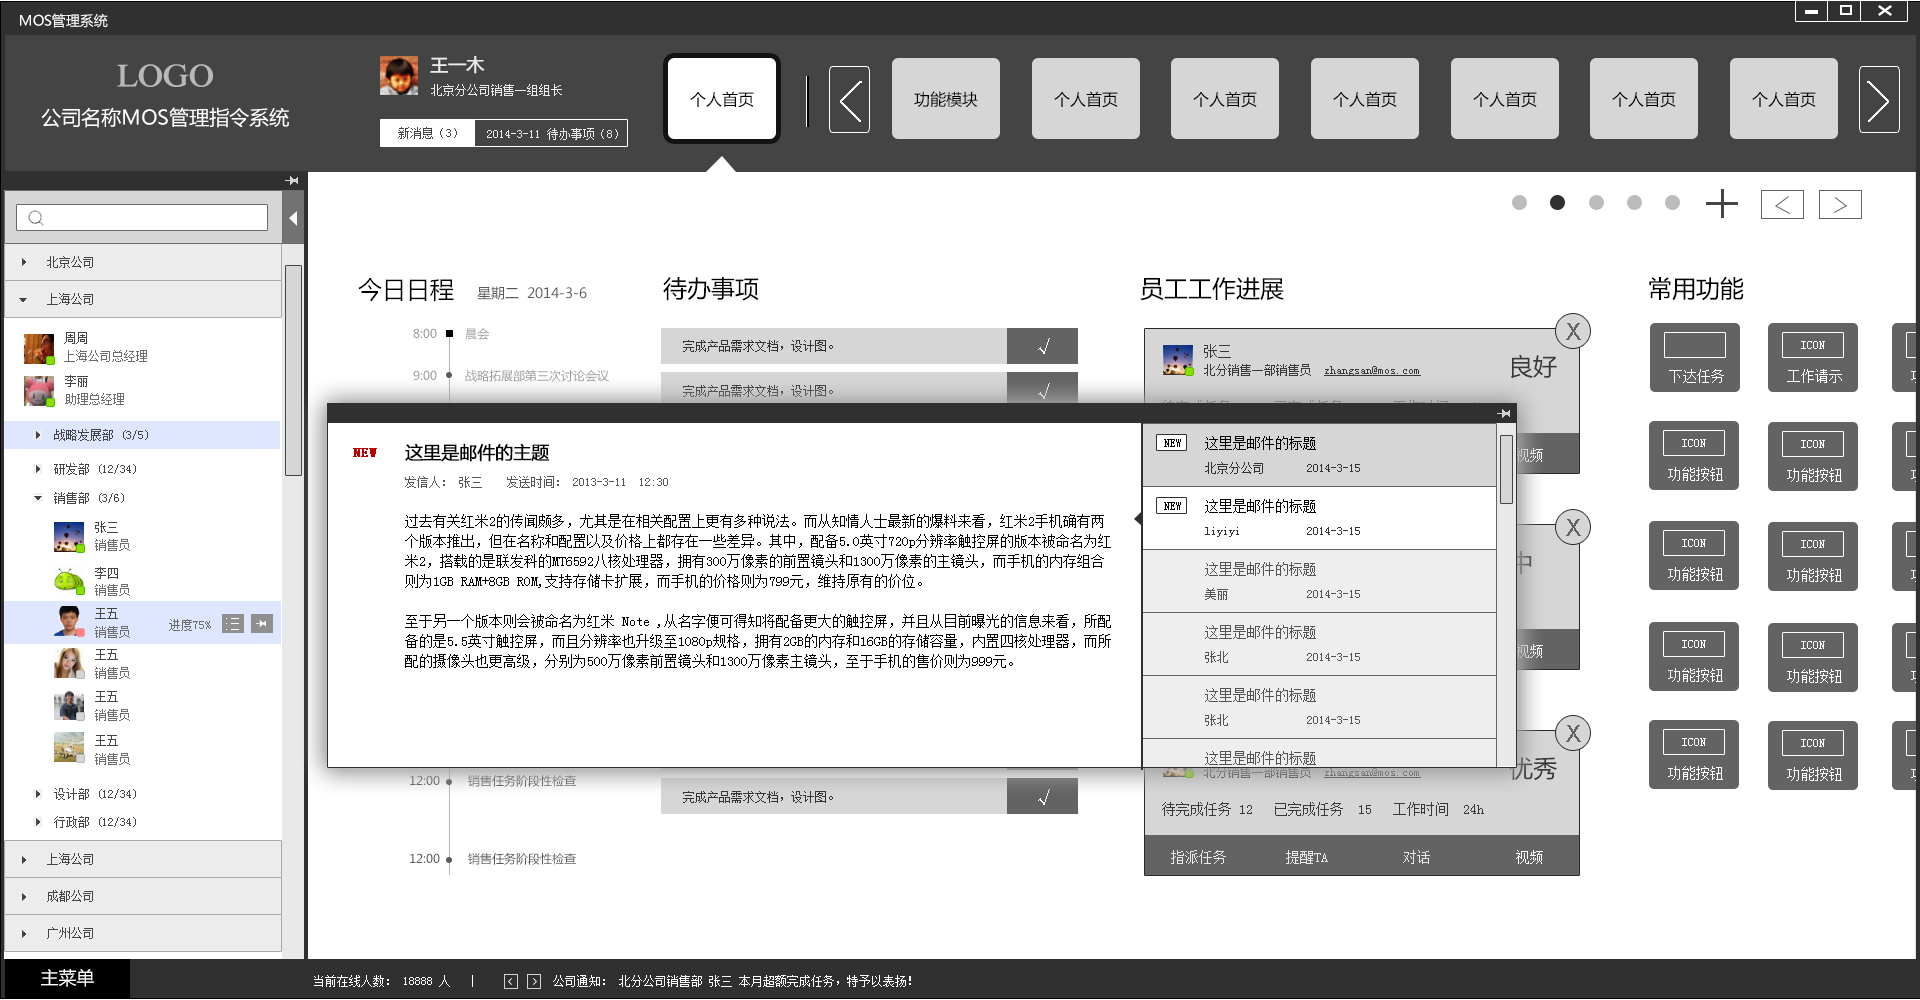 MOS管理系统
LOGO
公司名称MOS管理指令系统
王一木
北京分公司销售一组组长
新消息（3） 2014-3-11 待办事项（8）
个人首页
功能模块
个人首页
个人首页
个人首页
个人首页
个人首页
个人首页
北京公司
上海公司
周周
上海公司总经理
李丽
助理总经理
战略发展部 (3/5)
研发部 (12/34)
销售部 (3/6)
张三
销售员
李四
销售员
王五
销售员
进度75%
王五
销售员
王五
销售员
王五
销售员
设计部 (12/34)
行政部 (12/34)
上海公司
成都公司
广州公司
主菜单
今日日程 星期二 2014-3-6
8:00 晨会
9:00 战略拓展部第三次讨论会议
12:00 销售任务阶段性检查
12:00 销售任务阶段性检查
待办事项
完成产品需求文档，设计图。 √
完成产品需求文档，设计图。 √
完成产品需求文档，设计图。 √
员工工作进展
X
张三
北分销售一部销售员 zhangsan@mos.com
良好
视频
X
中
视频
X
北分销售一部销售员 zhangsan@mos.com
优秀
待完成任务 12 已完成任务 15 工作时间 24h
指派任务 提醒TA 对话 视频
常用功能
下达任务
ICON
工作请示
ICON
功能按钮
ICON
功能按钮
ICON
功能按钮
ICON
功能按钮
ICON
功能按钮
ICON
功能按钮
ICON
功能按钮
ICON
功能按钮
NEW 这里是邮件的主题
发信人： 张三 发送时间： 2013-3-11 12:30
过去有关红米2的传闻颇多，尤其是在相关配置上更有多种说法。而从知情人士最新的爆料来看，红米2手机确有两
个版本推出，但在名称和配置以及价格上都存在一些差异。其中，配备5.0英寸720p分辨率触控屏的版本被命名为红
米2，搭载的是联发科的MT6592八核处理器，拥有300万像素的前置镜头和1300万像素的主镜头，而手机的内存组合
则为1GB RAM+8GB ROM,支持存储卡扩展，而手机的价格则为799元，维持原有的价位。
至于另一个版本则会被命名为红米 Note ,从名字便可得知将配备更大的触控屏，并且从目前曝光的信息来看，所配
备的是5.5英寸触控屏，而且分辨率也升级至1080p规格，拥有2GB的内存和16GB的存储容量，内置四核处理器，而所
配的摄像头也更高级，分别为500万像素前置镜头和1300万像素主镜头，至于手机的售价则为999元。
NEW 这里是邮件的标题
北京分公司 2014-3-15
NEW 这里是邮件的标题
liyiyi 2014-3-15
这里是邮件的标题
美丽 2014-3-15
这里是邮件的标题
张北 2014-3-15
这里是邮件的标题
张北 2014-3-15
这里是邮件的标题
当前在线人数： 18888 人 | 公司通知： 北分公司销售部 张三 本月超额完成任务，特予以表扬！